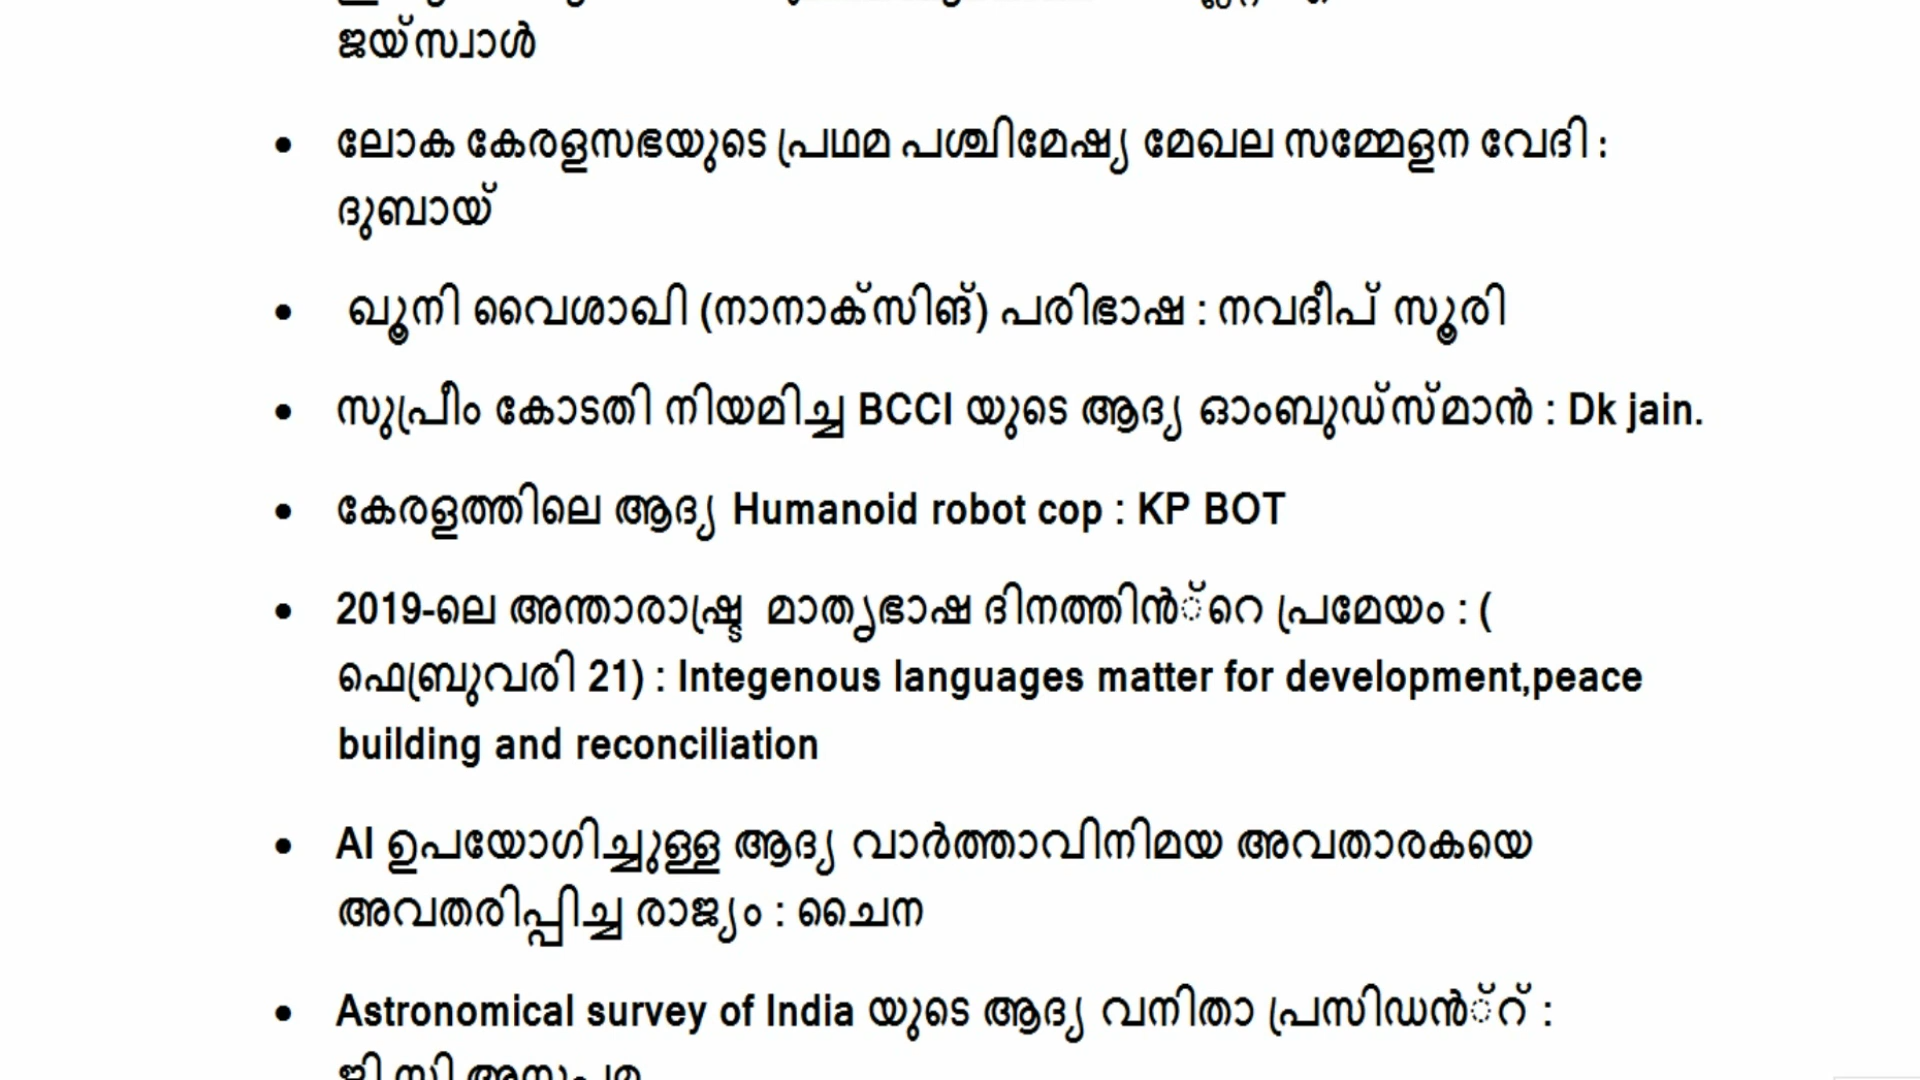 ജയ്സ്വാൾ
• ലോക കേരളസഭയുടെ പ്രഥമ പശ്ചിമേഷ്യ മേഖല സമ്മേളന വേദി :
ദുബായ്
• ഖൂനി വൈശാഖി (നാനാക്സിങ്) പരിഭാഷ : നവദീപ് സൂരി
• സുപ്രീം കോടതി നിയമിച്ച BCCI യുടെ ആദ്യ ഓംബുഡ്സ്മാൻ : Dk jain.
• കേരളത്തിലെ ആദ്യ Humanoid robot cop : KP BOT
• 2019-ലെ അന്താരാഷ്ട്ര മാതൃഭാഷ ദിനത്തിൻ്റെ പ്രമേയം : (
ഫെബ്രുവരി 21) : Integenous languages matter for development,peace
building and reconciliation
• AI ഉപയോഗിച്ചുള്ള ആദ്യ വാർത്താവിനിമയ അവതാരകയെ
അവതരിപ്പിച്ച രാജ്യം : ചൈന
• Astronomical survey of India യുടെ ആദ്യ വനിതാ പ്രസിഡൻ്റ് :
ജി.സി.അനുപമ